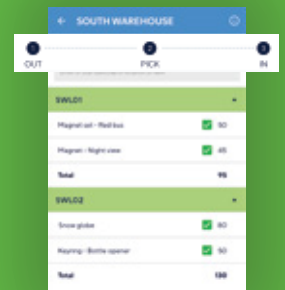 ← SOUTH WAREHOUSE
1 2 3
OUT PICK IN
SWL01
Magnet set - Red bus 50
Magnet - Night view 45
Total 95
SWL02
Snow globe 80
Keyring - Bottle opener 50
Total 130